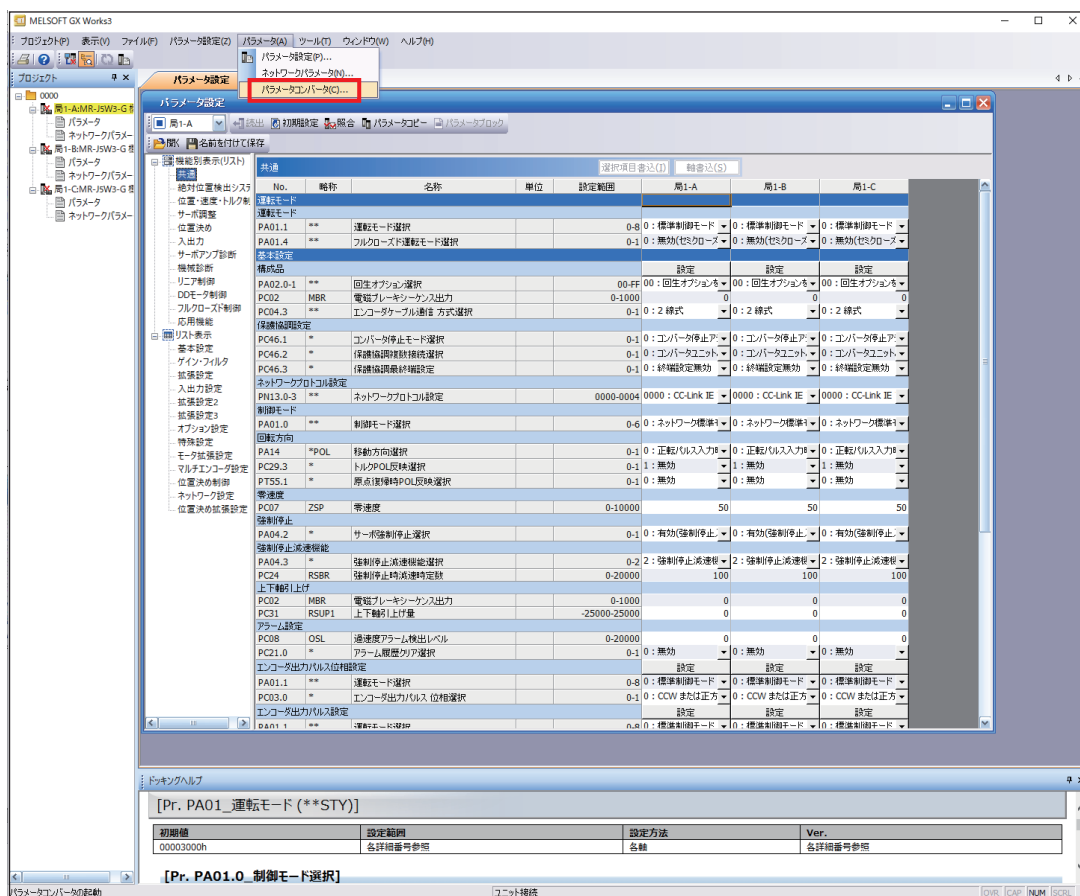 MELSOFT GX Works3
プロジェクト(P) 表示(V) ファイル(F) パラメータ設定(Z) パラメータ(A) ツール(T) ウィンドウ(W) ヘルプ(H)
パラメータ設定(P)...
ネットワークパラメータ(N)...
パラメータコンバータ(C)...
プロジェクト
パラメータ設定
0000
局1-A:MR-J5W3-G 標
パラメータ
ネットワークパラメー
局1-B:MR-J5W3-G 標
パラメータ
ネットワークパラメー
局1-C:MR-J5W3-G 標
パラメータ
ネットワークパラメー
パラメータ設定
局1-A 読出 初期設定 照合 パラメータコピー パラメータブロック
開く 名前を付けて保存
機能別表示(リスト)
共通
絶対位置検出システ
位置・速度・トルク制
サーボ調整
位置決め
入出力
サーボアンプ診断
機械診断
リニア制御
DDモータ制御
フルクローズド制御
応用機能
リスト表示
基本設定
ゲイン・フィルタ
拡張設定
入出力設定
拡張設定2
拡張設定3
オプション設定
特殊設定
モータ拡張設定
マルチエンコーダ設定
位置決め制御
ネットワーク設定
位置決め拡張設定
共通 選択項目書込(I) 軸書込(S)
No. 略称 名称 単位 設定範囲 局1-A 局1-B 局1-C
運転モード
運転モード
PA01.1 ** 運転モード選択 0-8 0:標準制御モード 0:標準制御モード 0:標準制御モード
PA01.4 ** フルクローズド運転モード選択 0-1 0:無効(セミクローズ 0:無効(セミクローズ 0:無効(セミクローズ
基本設定
構成品 設定 設定 設定
PA02.0-1 ** 回生オプション選択 00-FF 00:回生オプションを 00:回生オプションを 00:回生オプションを
PC02 MBR 電磁ブレーキシーケンス出力 0-1000 0 0 0
PC04.3 ** エンコーダケーブル通信 方式選択 0-1 0:2 線式 0:2 線式 0:2 線式
保護協調設定
PC46.1 * コンバータ停止モード選択 0-1 0:コンバータ停止ア 0:コンバータ停止ア 0:コンバータ停止ア
PC46.2 * 保護協調複数接続選択 0-1 0:コンバータユニット、 0:コンバータユニット、 0:コンバータユニット、
PC46.3 * 保護協調最終端設定 0-1 0:終端設定無効 0:終端設定無効 0:終端設定無効
ネットワークプロトコル設定
PN13.0-3 ** ネットワークプロトコル設定 0000-0004 0000:CC-Link IE 0000:CC-Link IE 0000:CC-Link IE
制御モード
PA01.0 ** 制御モード選択 0-6 0:ネットワーク標準 0:ネットワーク標準 0:ネットワーク標準
回転方向
PA14 *POL 移動方向選択 0-1 0:正転パルス入力 0:正転パルス入力 0:正転パルス入力
PC29.3 * トルクPOL反映選択 0-1 1:無効 1:無効 1:無効
PT55.1 * 原点復帰時POL反映選択 0-1 0:無効 0:無効 0:無効
零速度
PC07 ZSP 零速度 0-10000 50 50 50
強制停止
PA04.2 * サーボ強制停止選択 0-1 0:有効(強制停止 0:有効(強制停止 0:有効(強制停止
強制停止減速機能
PA04.3 * 強制停止減速機能選択 0-2 2:強制停止減速機 2:強制停止減速機 2:強制停止減速機
PC24 RSBR 強制停止時減速時定数 0-20000 100 100 100
上下軸引上げ
PC02 MBR 電磁ブレーキシーケンス出力 0-1000 0 0 0
PC31 RSUP1 上下軸引上げ量 -25000-25000 0 0 0
アラーム設定
PC08 OSL 過速度アラーム検出レベル 0-20000 0 0 0
PC21.0 * アラーム履歴クリア選択 0-1 0:無効 0:無効 0:無効
エンコーダ出力パルス位相設定 設定 設定 設定
PA01.1 ** 運転モード選択 0-8 0:標準制御モード 0:標準制御モード 0:標準制御モード
PC03.0 * エンコーダ出力パルス 位相選択 0-1 0:CCW または正方 0:CCW または正方 0:CCW または正方
エンコーダ出力パルス設定 設定 設定 設定
PA01.1 ** 運転モード選択 0-8 0:標準制御モード 0:標準制御モード 0:標準制御モード
ドッキングヘルプ
[Pr. PA01_運転モード (**STY)]
初期値 設定範囲 設定方法 Ver.
00003000h 各詳細番号参照 各軸 各詳細番号参照
[Pr. PA01.0_制御モード選択]
パラメータコンバータの起動 ユニット接続 OVR CAP NUM SCRL